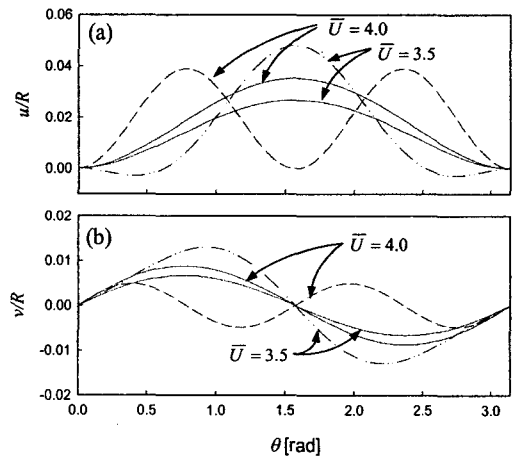 (a)
U̅ = 4.0
U̅ = 3.5
0.06
0.04
0.02
0.00
u/R
(b)
U̅ = 4.0
U̅ = 3.5
0.02
0.01
0.00
-0.01
-0.02
v/R
0.0 0.5 1.0 1.5 2.0 2.5 3.0
θ [rad]